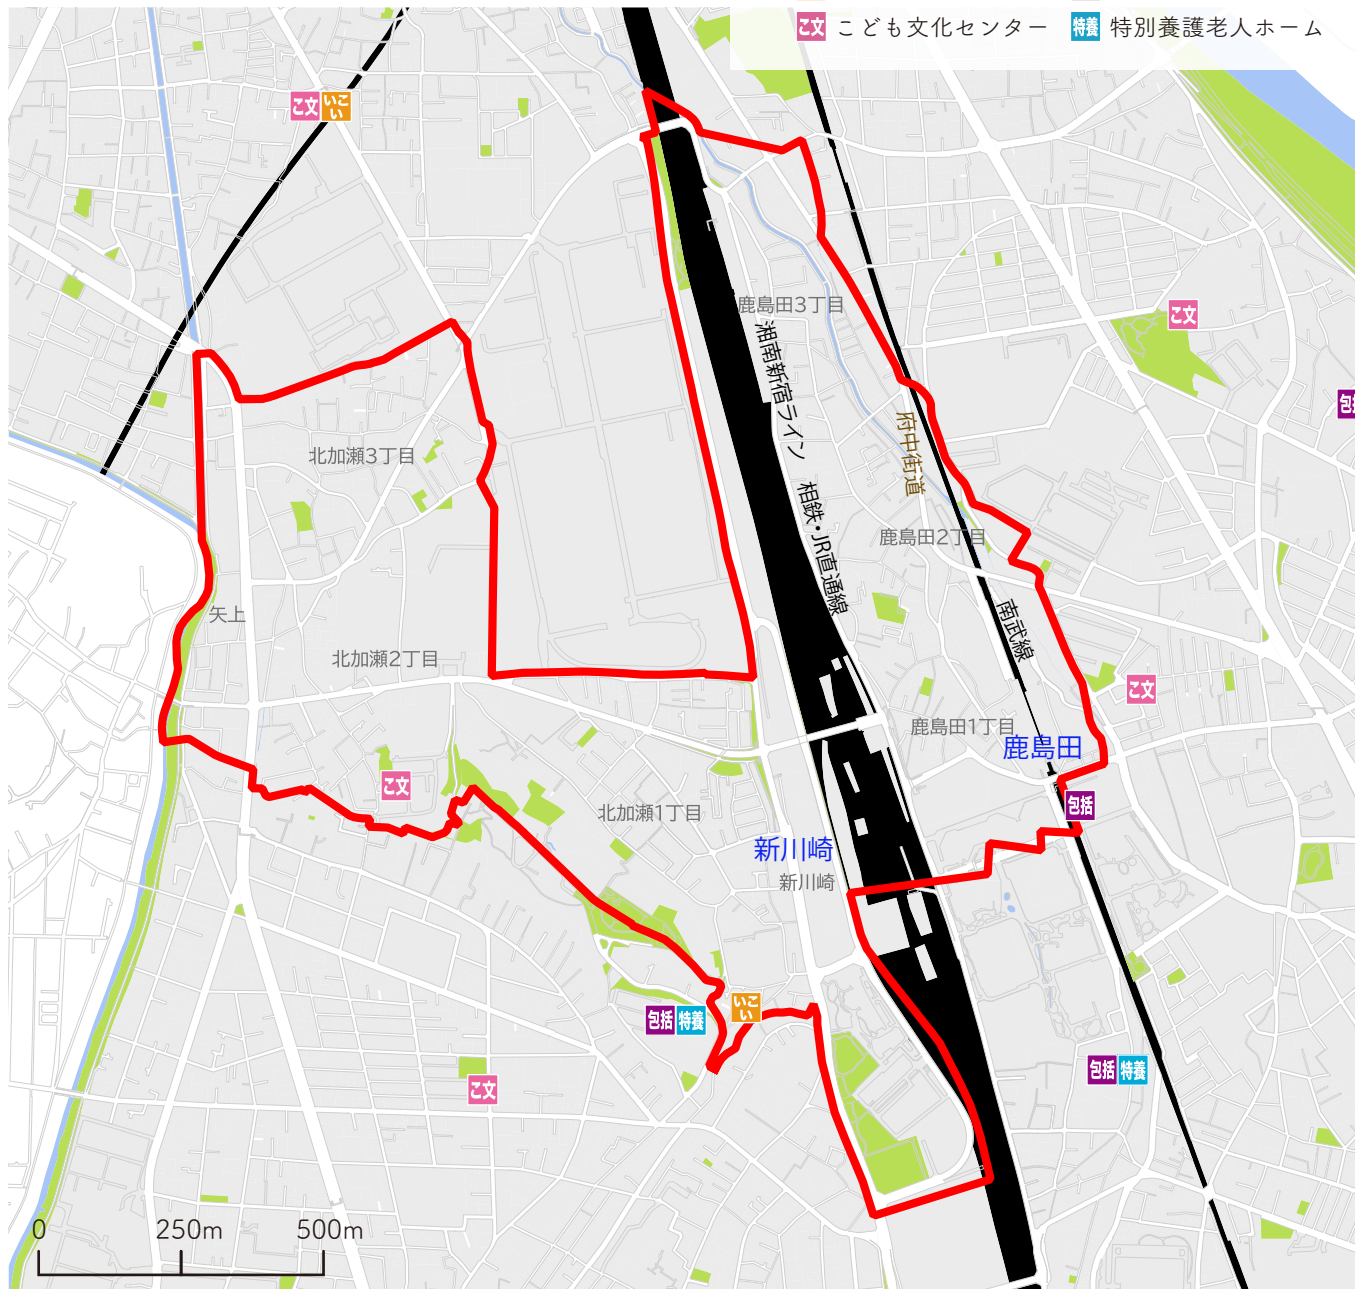 こ文 こども文化センター 特養 特別養護老人ホーム
こ文 いこい
鹿島田3丁目
こ文
湘南新宿ライン 相鉄・JR直通線
府中街道
北加瀬3丁目
鹿島田2丁目
矢上
南武線
北加瀬2丁目
こ文
鹿島田1丁目
鹿島田
こ文
包括
北加瀬1丁目
新川崎
新川崎
いこい
包括 特養
包括 特養
こ文
0 250m 500m